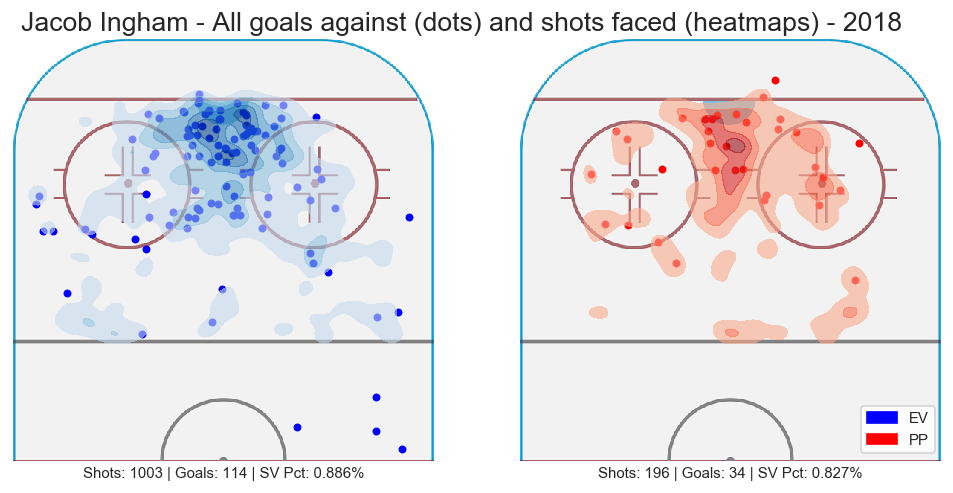 Jacob Ingham - All goals against (dots) and shots faced (heatmaps) - 2018
EV
PP
Shots: 1003 | Goals: 114 | SV Pct: 0.886%
Shots: 196 | Goals: 34 | SV Pct: 0.827%